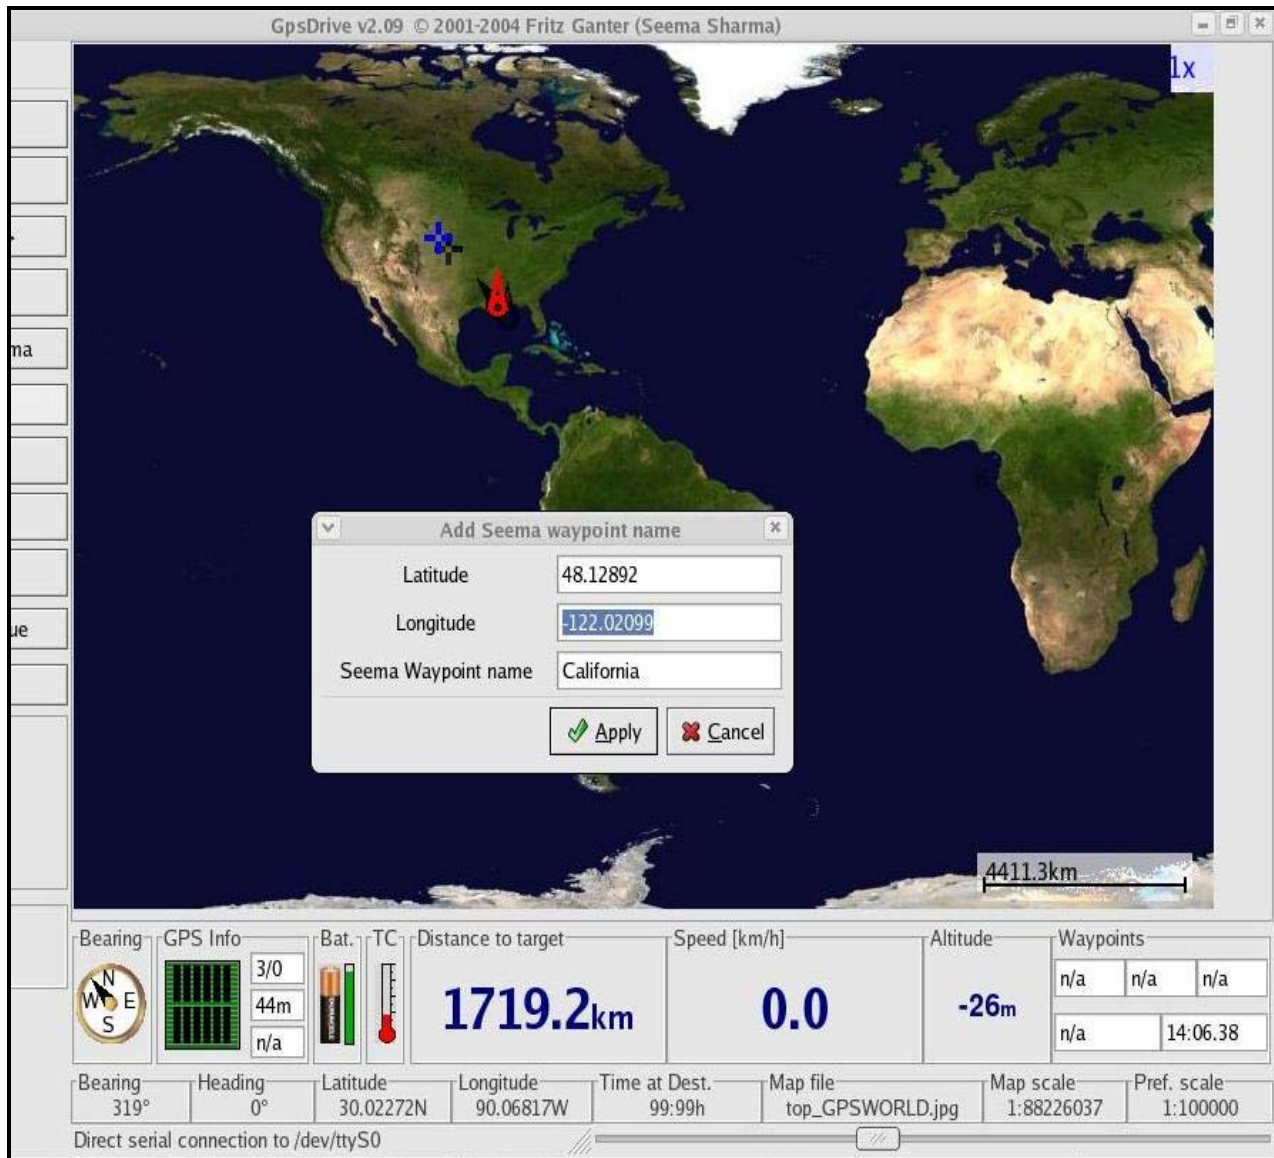 GpsDrive v2.09 © 2001-2004 Fritz Ganter (Seema Sharma)
1x
ma
ue
Add Seema waypoint name
Latitude 48.12892
Longitude -122.02099
Seema Waypoint name California
Apply Cancel
4411.3km
Bearing GPS Info Bat. TC Distance to target Speed [km/h] Altitude Waypoints
N W E S
3/0
44m
n/a
DURACELL
1719.2km
0.0
-26m
n/a n/a n/a
n/a 14:06.38
Bearing Heading Latitude Longitude Time at Dest. Map file Map scale Pref. scale
319° 0° 30.02272N 90.06817W 99:99h top_GPSWORLD.jpg 1:88226037 1:100000
Direct serial connection to /dev/ttyS0